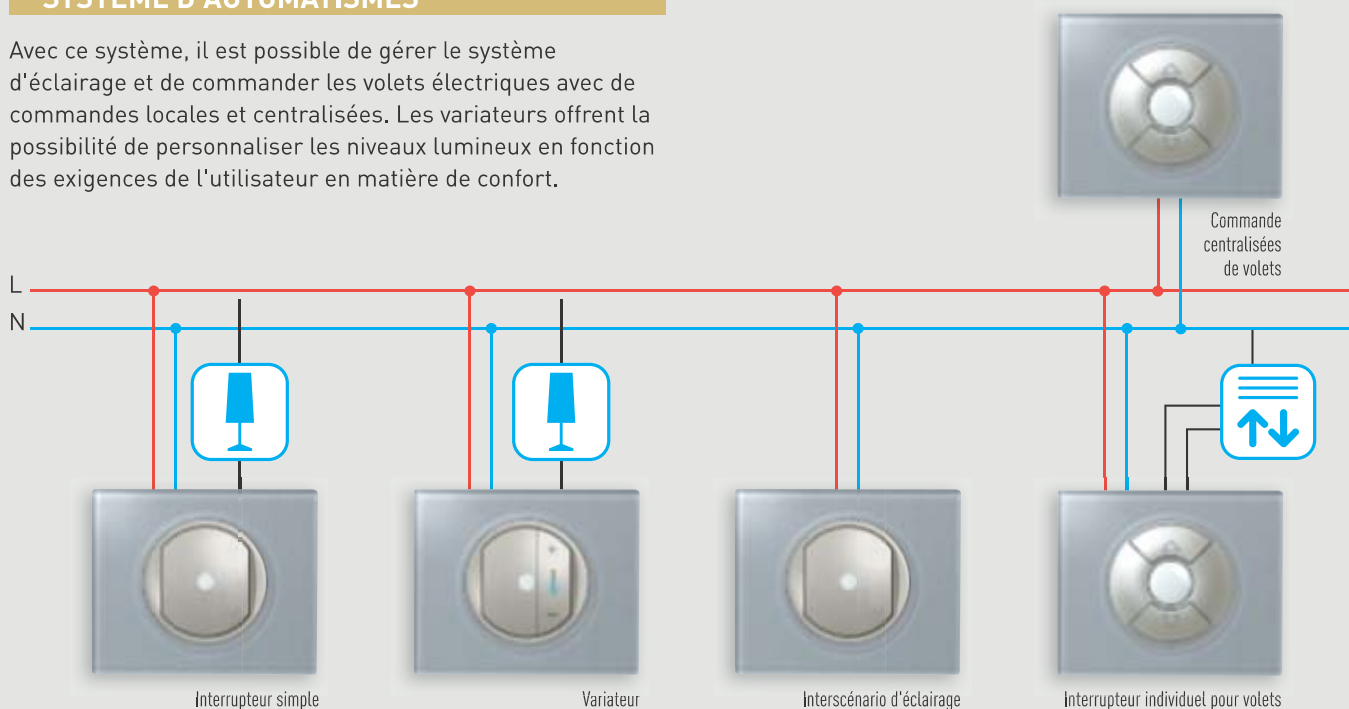 SYSTÈME D'AUTOMATISMES
Avec ce système, il est possible de gérer le système
d'éclairage et de commander les volets électriques avec de
commandes locales et centralisées. Les variateurs offrent la
possibilité de personnaliser les niveaux lumineux en fonction
des exigences de l'utilisateur en matière de confort.
Commande
centralisées
de volets
L
N
Interrupteur simple
Variateur
Interscénario d'éclairage
Interrupteur individuel pour volets